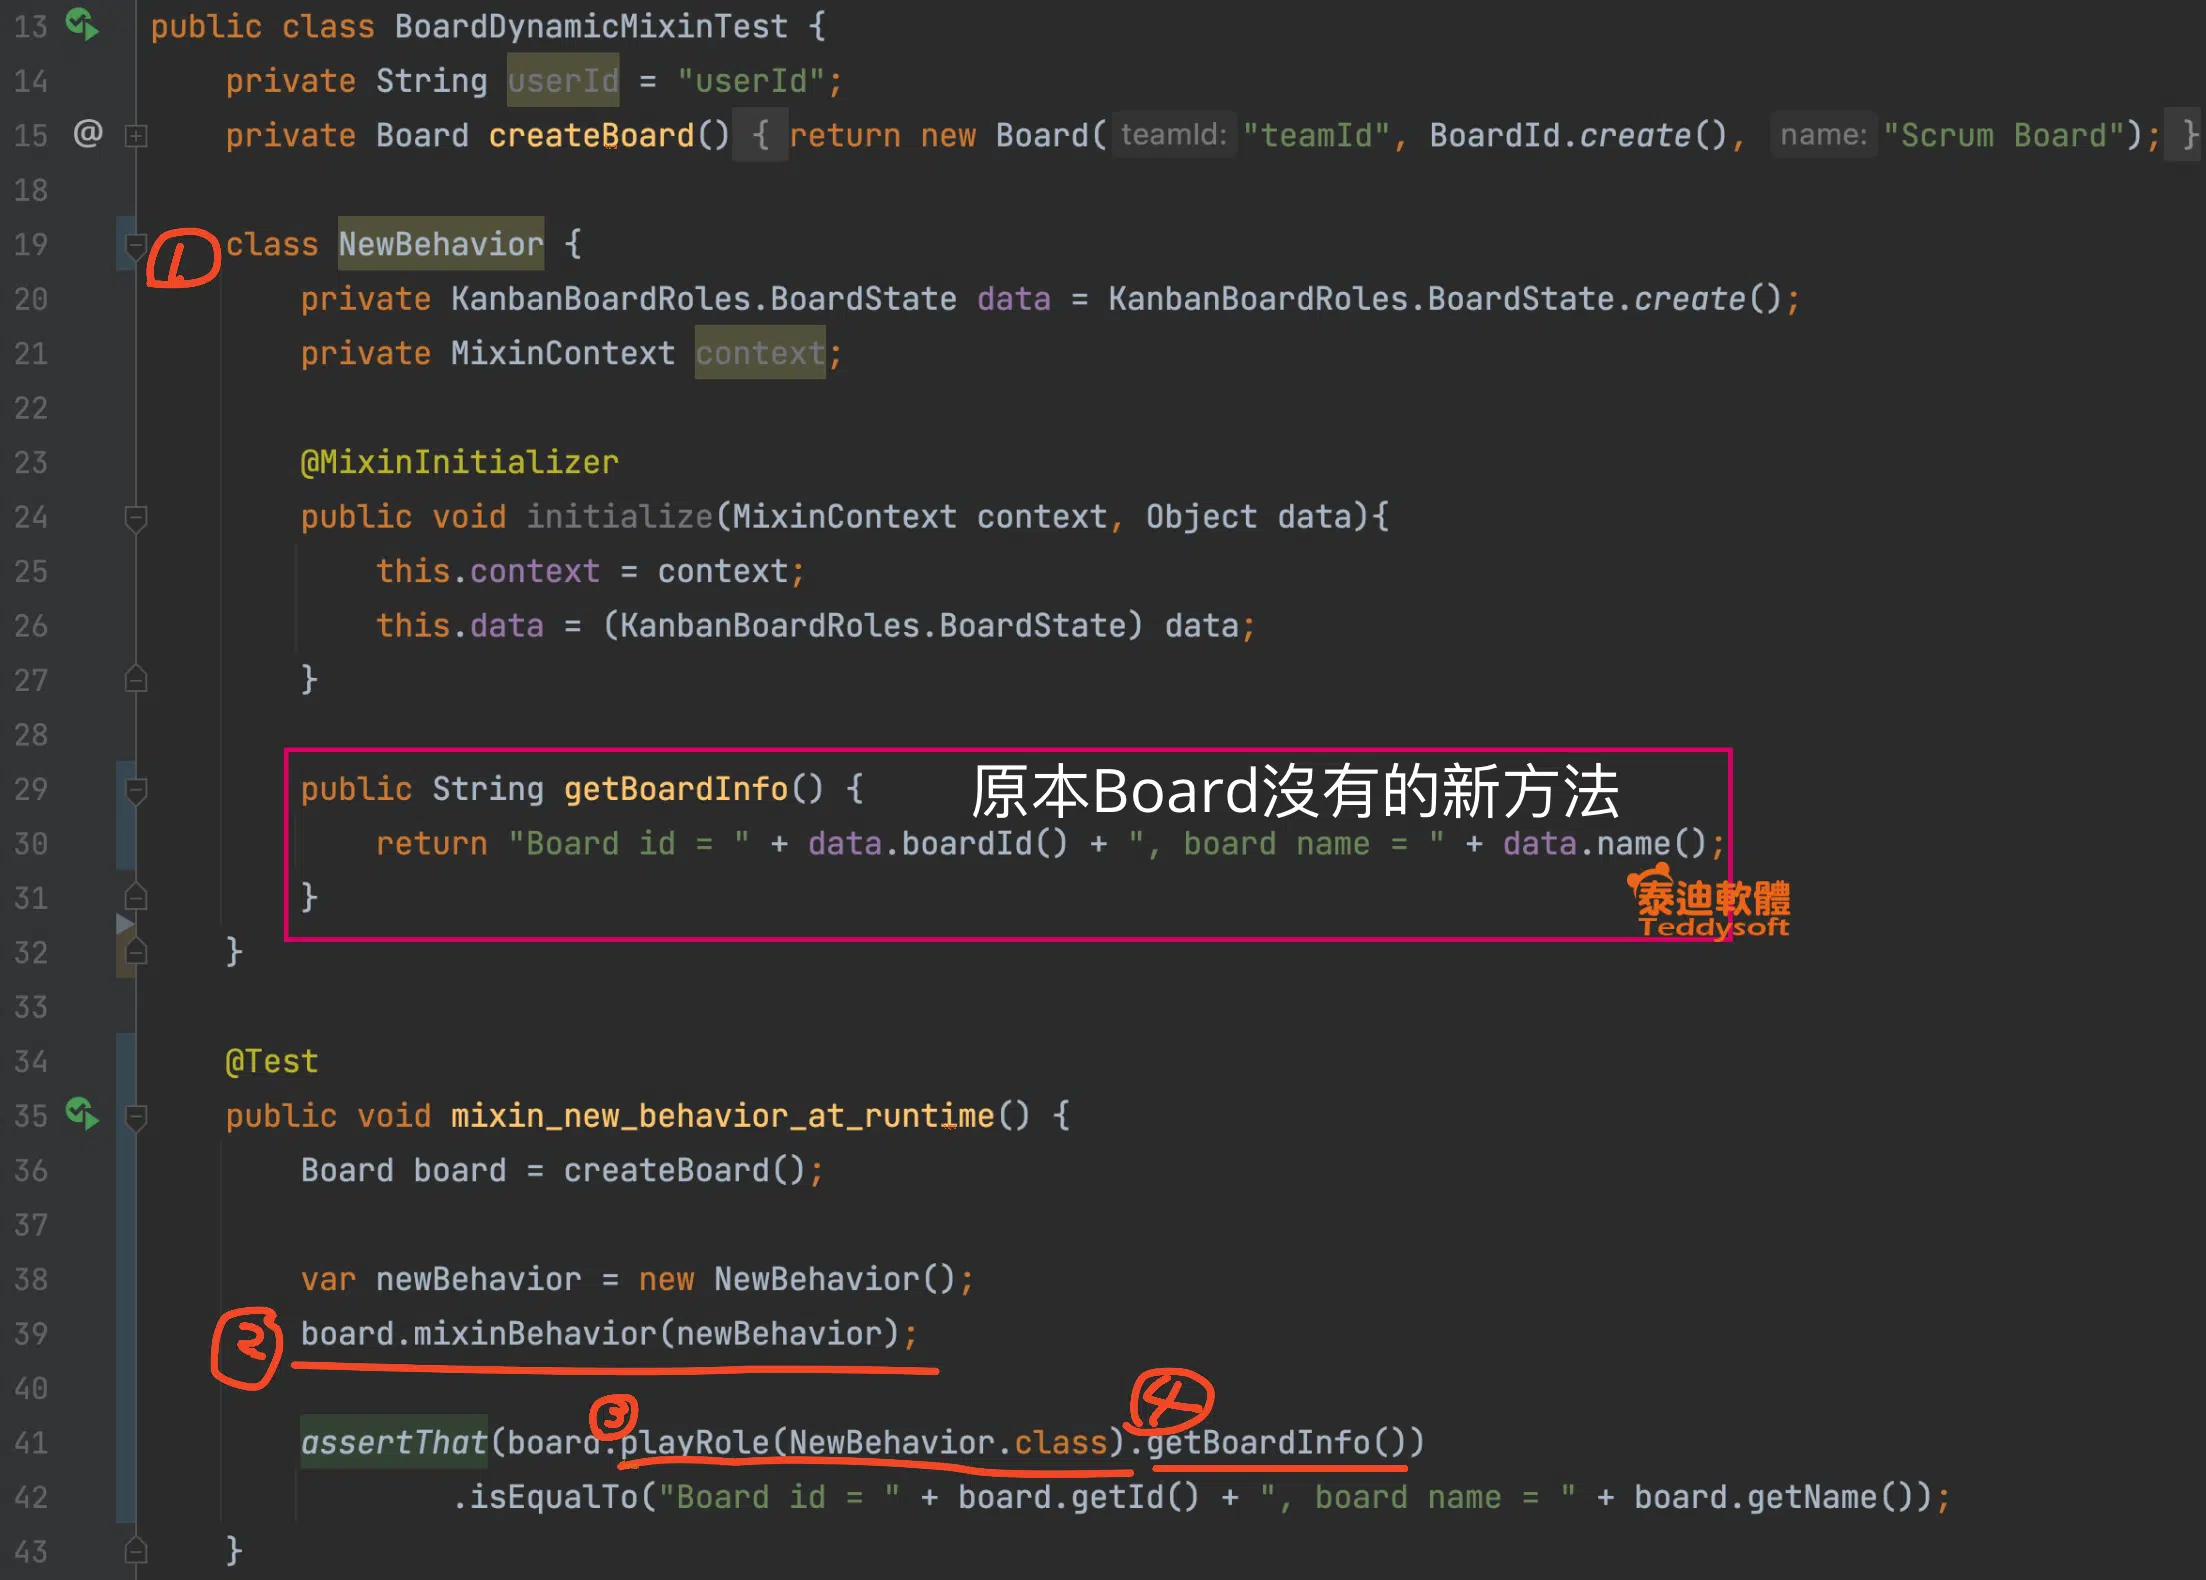 13 public class BoardDynamicMixinTest {
14 private String userId = "userId";
15 @ private Board createBoard() { return new Board( teamId: "teamId", BoardId.create(), name: "Scrum Board"); }
18
19 ① class NewBehavior {
20 private KanbanBoardRoles.BoardState data = KanbanBoardRoles.BoardState.create();
21 private MixinContext context;
22
23 @MixinInitializer
24 public void initialize(MixinContext context, Object data){
25 this.context = context;
26 this.data = (KanbanBoardRoles.BoardState) data;
27 }
28
29 public String getBoardInfo() { 原本Board沒有的新方法
30 return "Board id = " + data.boardId() + ", board name = " + data.name();
31 }
泰迪軟體
Teddysoft
32 }
33
34 @Test
35 public void mixin_new_behavior_at_runtime() {
36 Board board = createBoard();
37
38 var newBehavior = new NewBehavior();
39 ② board.mixinBehavior(newBehavior);
40
③ ④
41 assertThat(board.playRole(NewBehavior.class).getBoardInfo())
42 .isEqualTo("Board id = " + board.getId() + ", board name = " + board.getName());
43 }